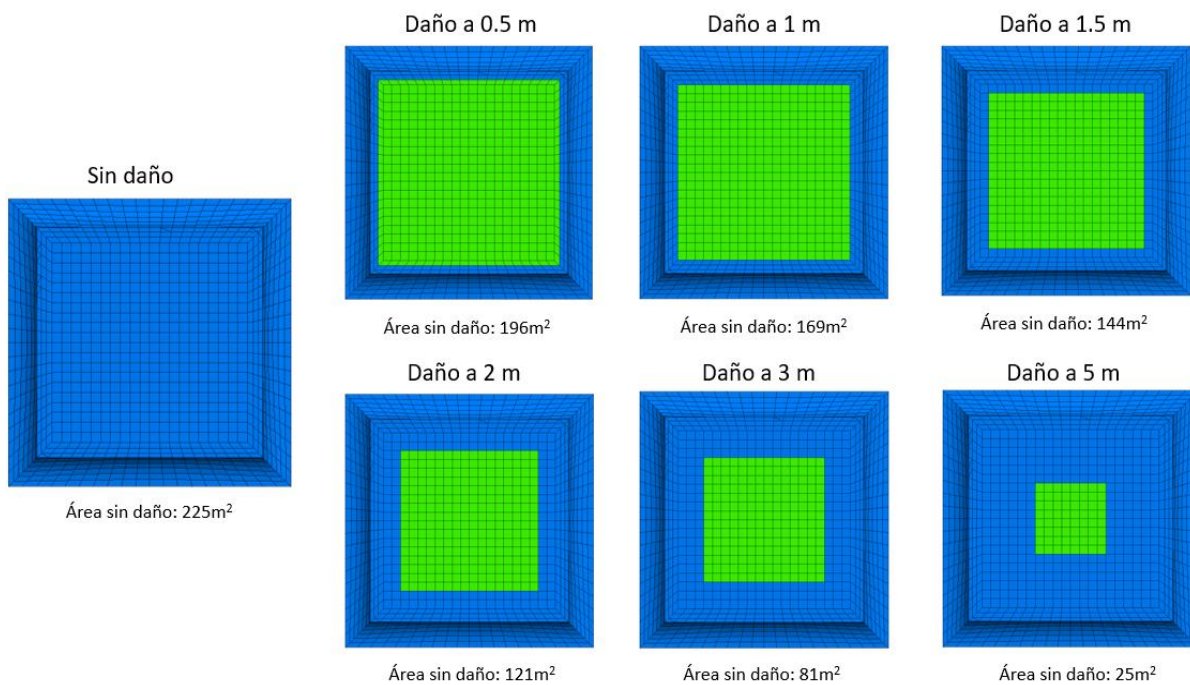 Sin daño
Área sin daño: 225m²
Daño a 0.5 m
Área sin daño: 196m²
Daño a 1 m
Área sin daño: 169m²
Daño a 1.5 m
Área sin daño: 144m²
Daño a 2 m
Área sin daño: 121m²
Daño a 3 m
Área sin daño: 81m²
Daño a 5 m
Área sin daño: 25m²